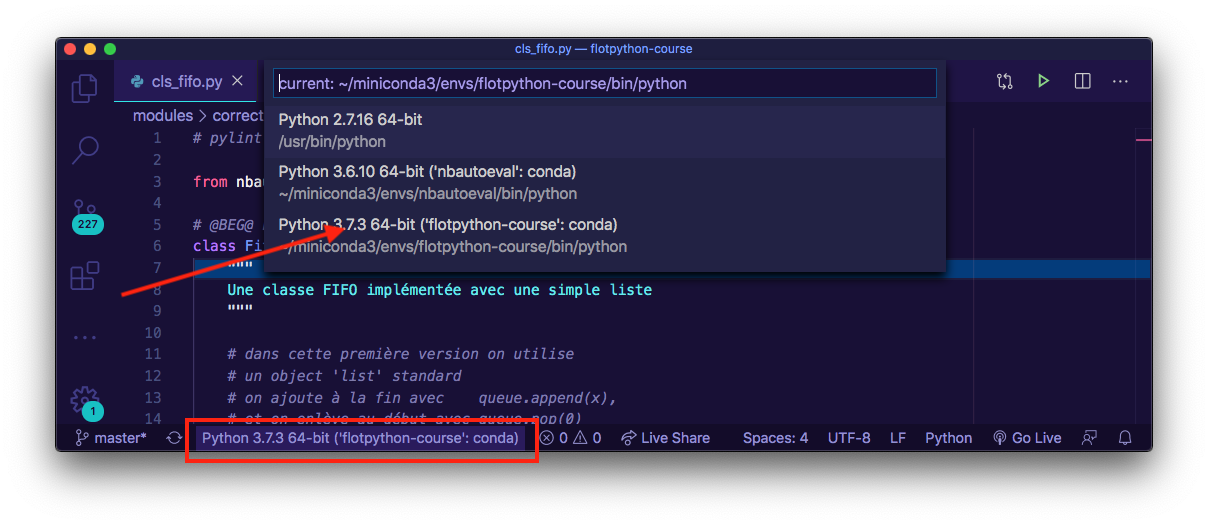 cls_fifo.py — flotpython-course
cls_fifo.py
current: ~/miniconda3/envs/flotpython-course/bin/python
Python 2.7.16 64-bit
/usr/bin/python
Python 3.6.10 64-bit ('nbautoeval': conda)
~/miniconda3/envs/nbautoeval/bin/python
Python 3.7.3 64-bit ('flotpython-course': conda)
~/miniconda3/envs/flotpython-course/bin/python
modules > correct
1 # pylint
2
3 from nbau
4
5 # @BEG@
6 class Fi
7 """
8 Une classe FIFO implémentée avec une simple liste
9 """
10
11 # dans cette première version on utilise
12 # un object 'list' standard
13 # on ajoute à la fin avec    queue.append(x),
14 # et on enlève au début avec queue.pop(0)
227
1
master* Python 3.7.3 64-bit ('flotpython-course': conda) 0 0 Live Share Spaces: 4 UTF-8 LF Python Go Live